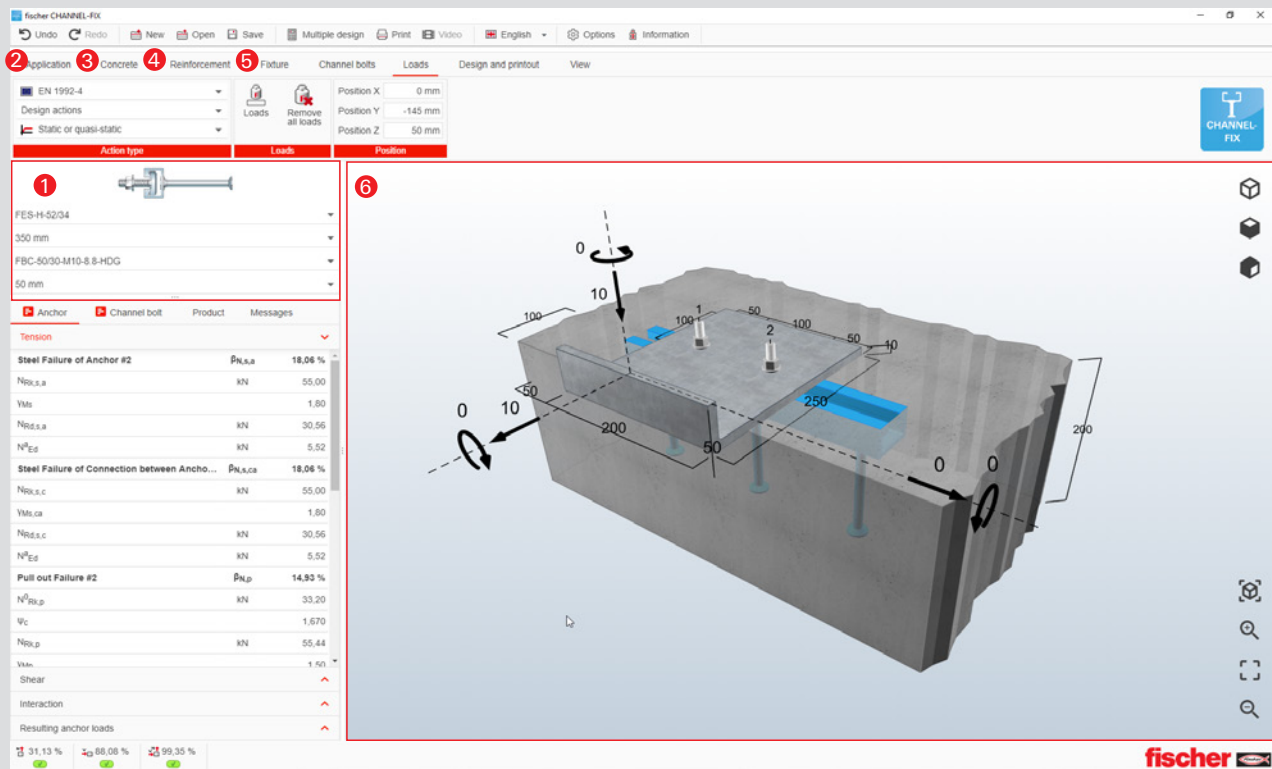 fischer CHANNEL-FIX
Undo Redo New Open Save Multiple design Print Video English Options Information
2 Application 3 Concrete 4 Reinforcement 5 Fixture Channel bolts Loads Design and printout View
EN 1992-4
Design actions
Static or quasi-static
Action type
Loads
Remove all loads
Loads
Position X 0 mm
Position Y -145 mm
Position Z 50 mm
Position
CHANNEL-
FIX
1
FES-H-52/34
350 mm
FBC-50/30-M10-8.8-HDG
50 mm
Anchor Channel bolt Product Messages
Tension
Steel Failure of Anchor #2 βN,s,a 18,06 %
NRk,s,a kN 55,00
γMs 1,80
NRd,s,a kN 30,56
NaEd kN 5,52
Steel Failure of Connection between Ancho... βN,s,ca 18,06 %
NRk,s,c kN 55,00
γMs,ca 1,80
NRd,s,c kN 30,56
NaEd kN 5,52
Pull out Failure #2 βN,p 14,93 %
N0Rk,p kN 33,20
Ψc 1,670
NRk,p kN 55,44
γMp 1,50
Shear
Interaction
Resulting anchor loads
31,13 % 88,08 % 99,35 %
6
0
10
100
100
1
50
100
2
50
10
50
0
10
200
250
50
200
0
0
fischer